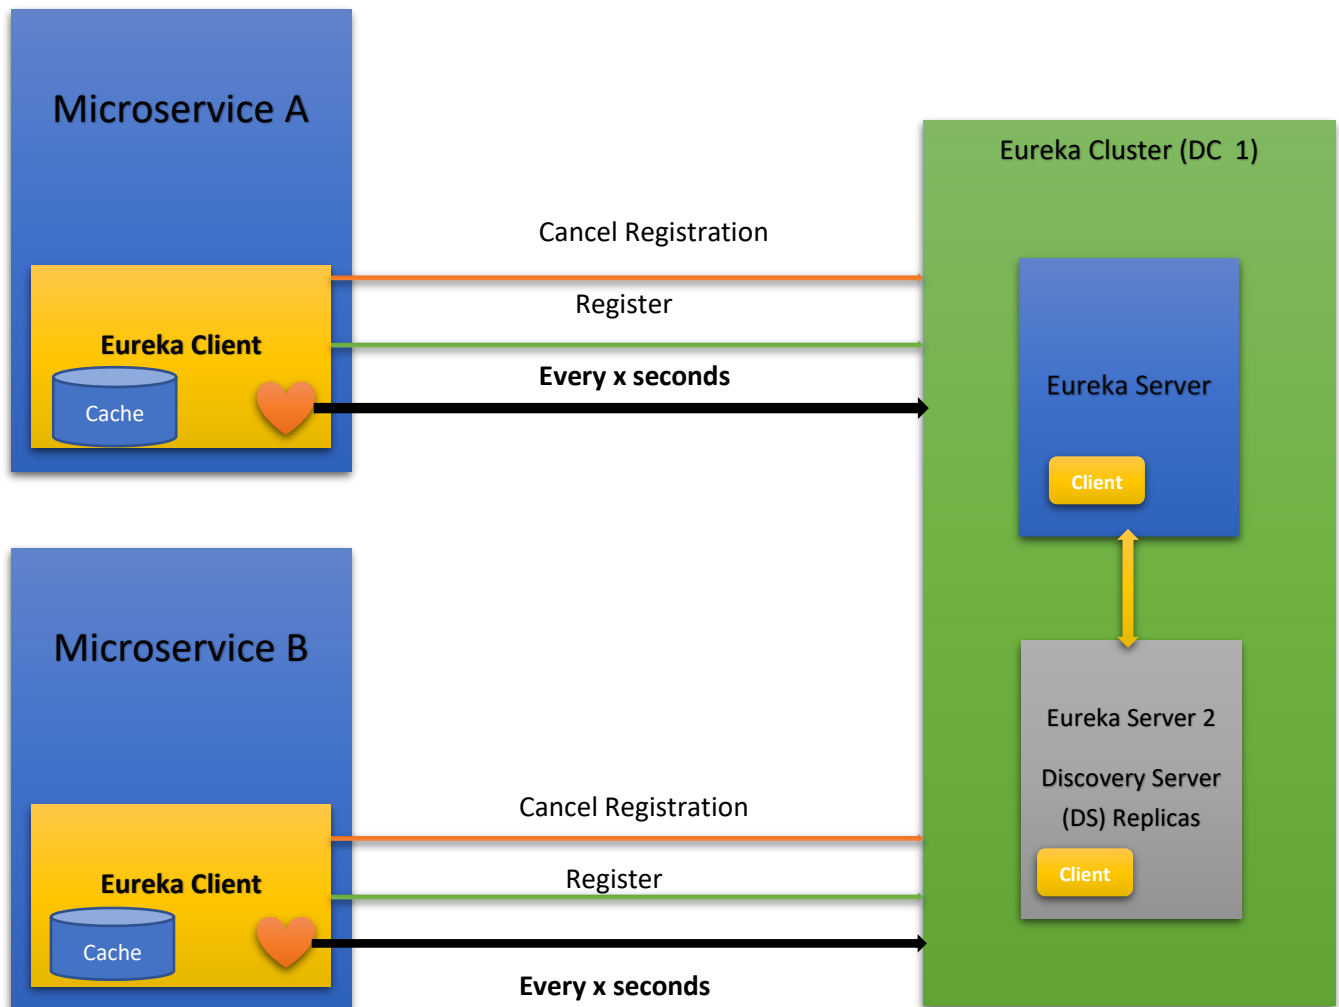 Microservice A
Eureka Client
Cache
Cancel Registration
Register
Every x seconds
Eureka Cluster (DC  1)
Eureka Server
Client
Eureka Server 2
Discovery Server
(DS) Replicas
Client
Microservice B
Eureka Client
Cache
Cancel Registration
Register
Every x seconds